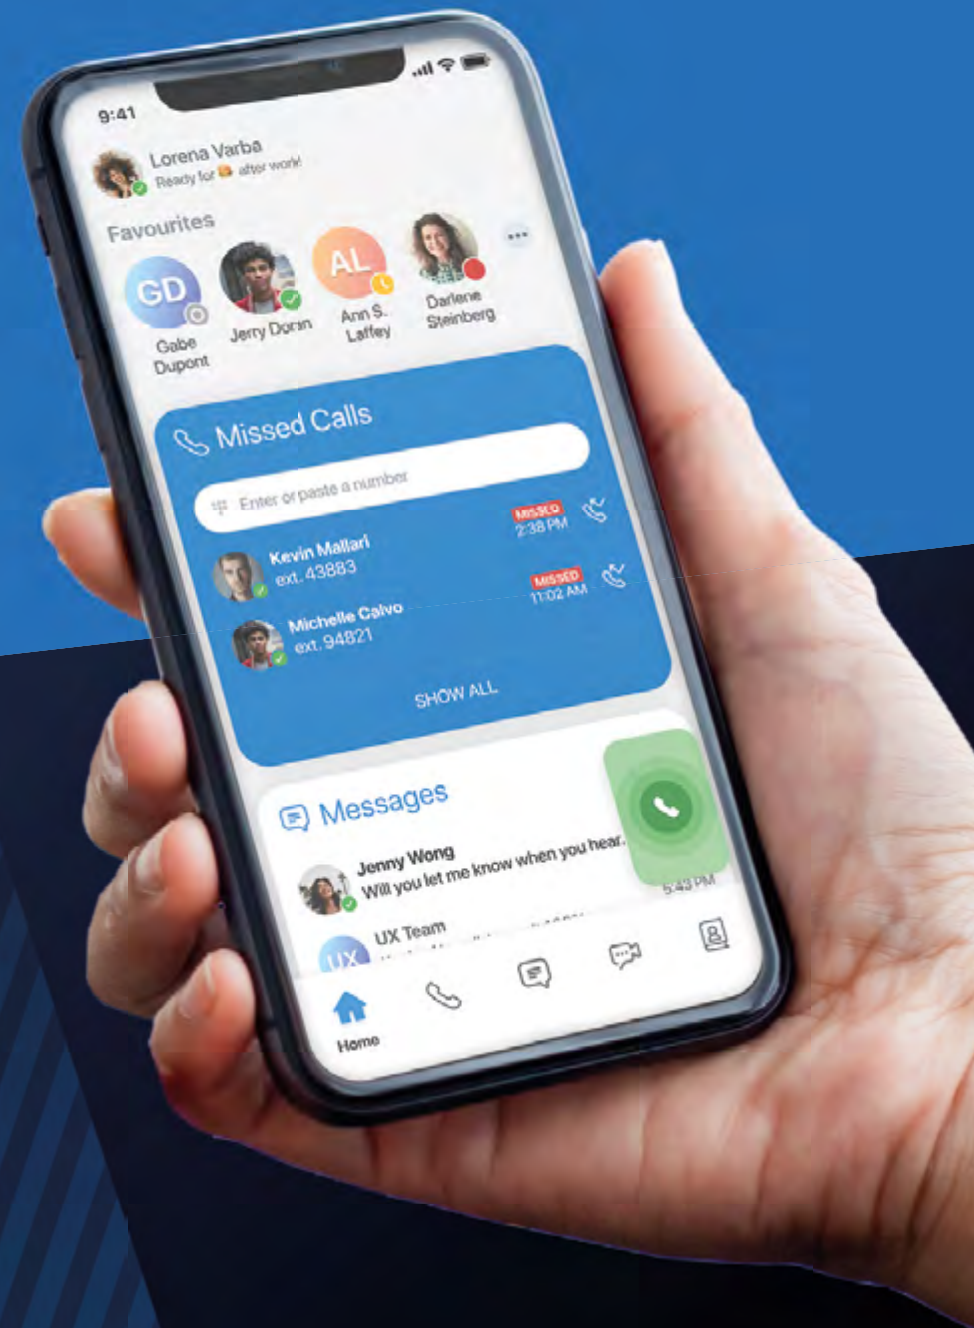 9:41
Lorena Varba
Ready for 🍔 after work!
Favourites
GD
AL
Gabe
Dupont
Jerry Doran
Ann S.
Laffey
Darlene
Steinberg
Missed Calls
Enter or paste a number
Kevin Mallari
ext. 43883
MISSED
2:38 PM
Michelle Calvo
ext. 94821
MISSED
11:02 AM
SHOW ALL
Messages
Jenny Wong
Will you let me know when you hear.
5:43 PM
UX
UX Team
Home